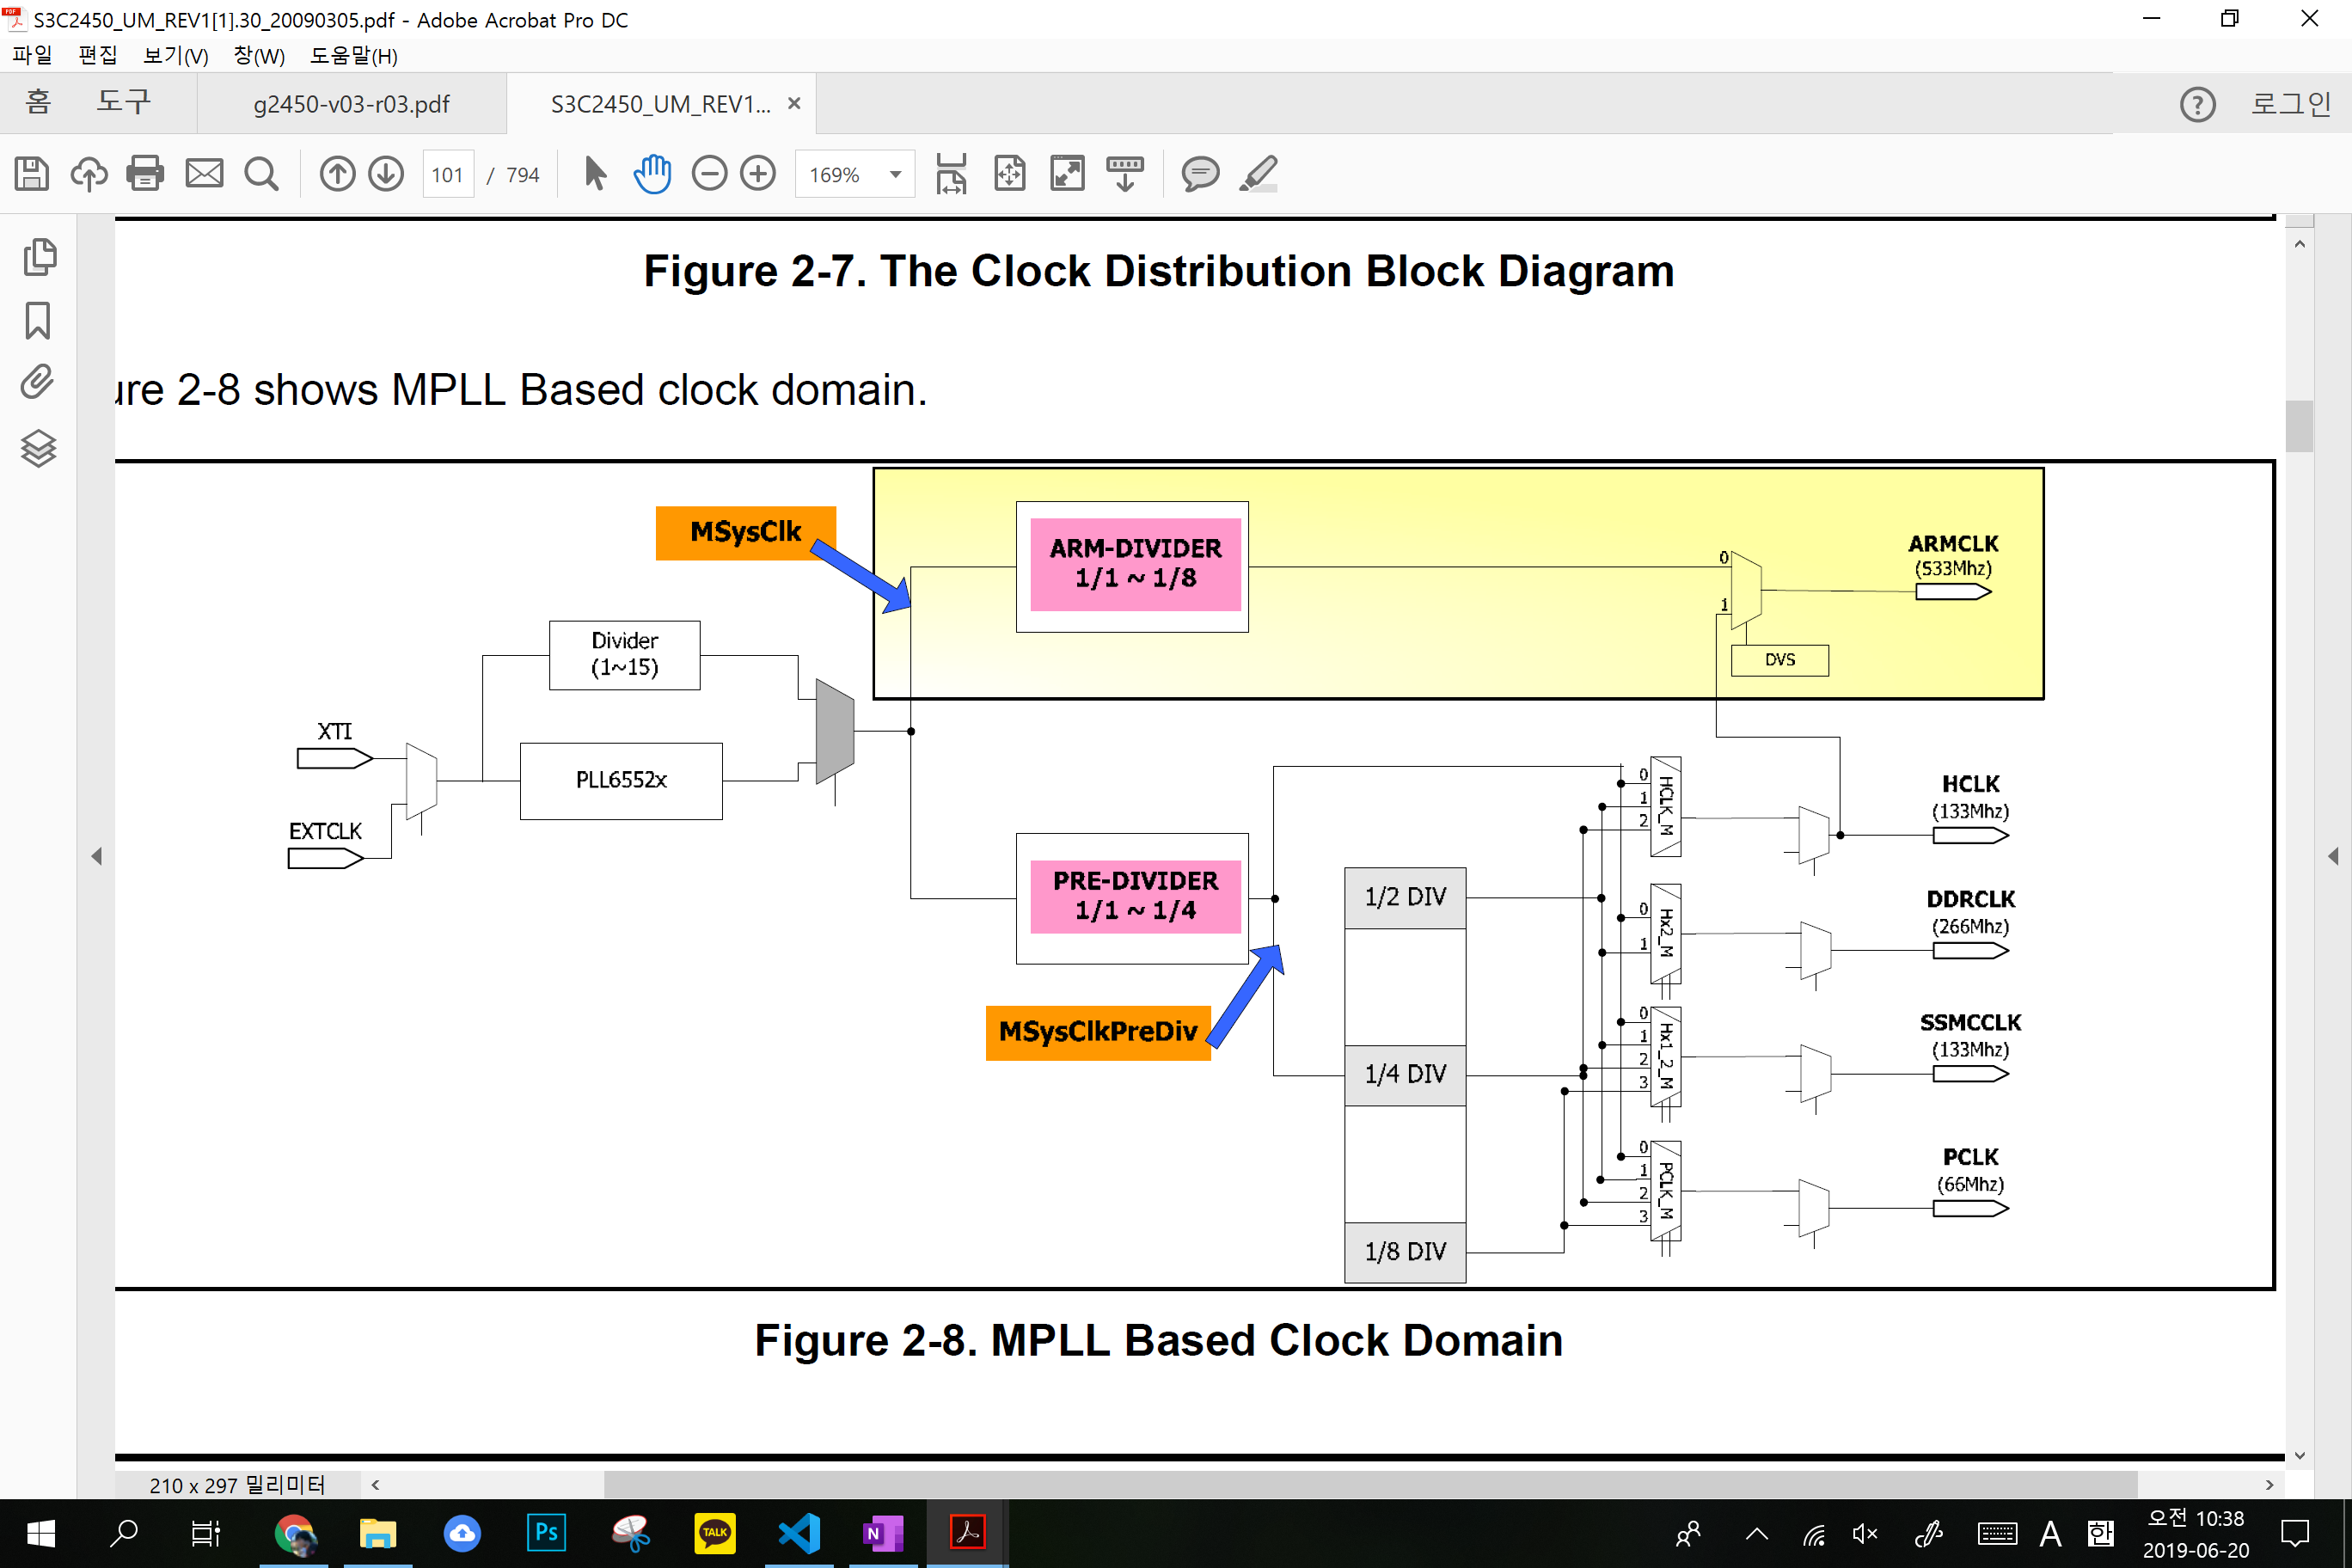 S3C2450_UM_REV1[1].30_20090305.pdf - Adobe Acrobat Pro DC
파일 편집 보기(V) 창(W) 도움말(H)
홈 도구 g2450-v03-r03.pdf S3C2450_UM_REV1... × ? 로그인
101 / 794 169%
Figure 2-7. The Clock Distribution Block Diagram
ure 2-8 shows MPLL Based clock domain.
MSysClk
ARM-DIVIDER
1/1 ~ 1/8
0
1
DVS
ARMCLK
(533Mhz)
Divider
(1~15)
XTI
PLL6552x
EXTCLK
PRE-DIVIDER
1/1 ~ 1/4
MSysClkPreDiv
1/2 DIV
1/4 DIV
1/8 DIV
0
1
2
HCLK_M
HCLK
(133Mhz)
0
1
Hx2_M
DDRCLK
(266Mhz)
0
1
2
3
Hx1_2_M
SSMCCLK
(133Mhz)
0
1
2
3
PCLK_M
PCLK
(66Mhz)
Figure 2-8. MPLL Based Clock Domain
210 x 297 밀리미터
Ps
TALK
N
A
한
오전 10:38
2019-06-20